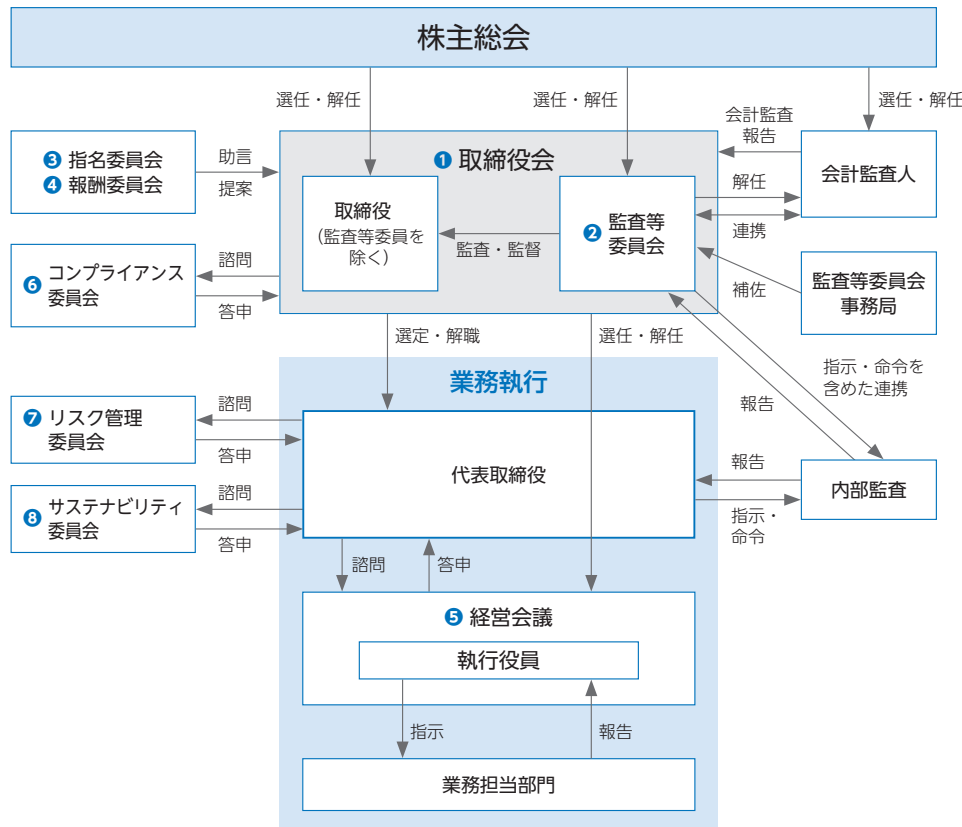 株主総会
選任・解任
選任・解任
選任・解任
会計監査
報告
❸ 指名委員会
❹ 報酬委員会
助言
提案
❶ 取締役会
取締役
(監査等委員を
除く)
監査・監督
❷ 監査等
委員会
解任
連携
会計監査人
❻ コンプライアンス
委員会
諮問
答申
補佐
監査等委員会
事務局
選定・解職
選任・解任
指示・命令を
含めた連携
報告
業務執行
❼ リスク管理
委員会
諮問
答申
代表取締役
報告
指示・
命令
内部監査
❽ サステナビリティ
委員会
諮問
答申
諮問
答申
❺ 経営会議
執行役員
指示
報告
業務担当部門